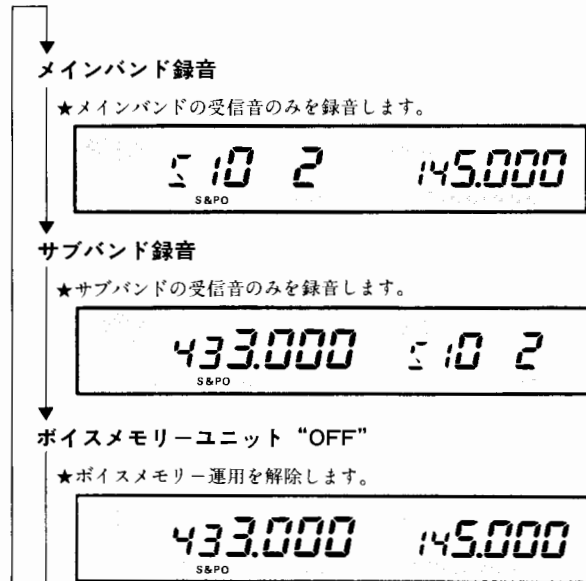 メインバンド録音
★メインバンドの受信音のみを録音します。
10 2 145.000
S&PO
サブバンド録音
★サブバンドの受信音のみを録音します。
433.000 10 2
S&PO
ボイスメモリーユニット “OFF”
★ボイスメモリー運用を解除します。
433.000 145.000
S&PO